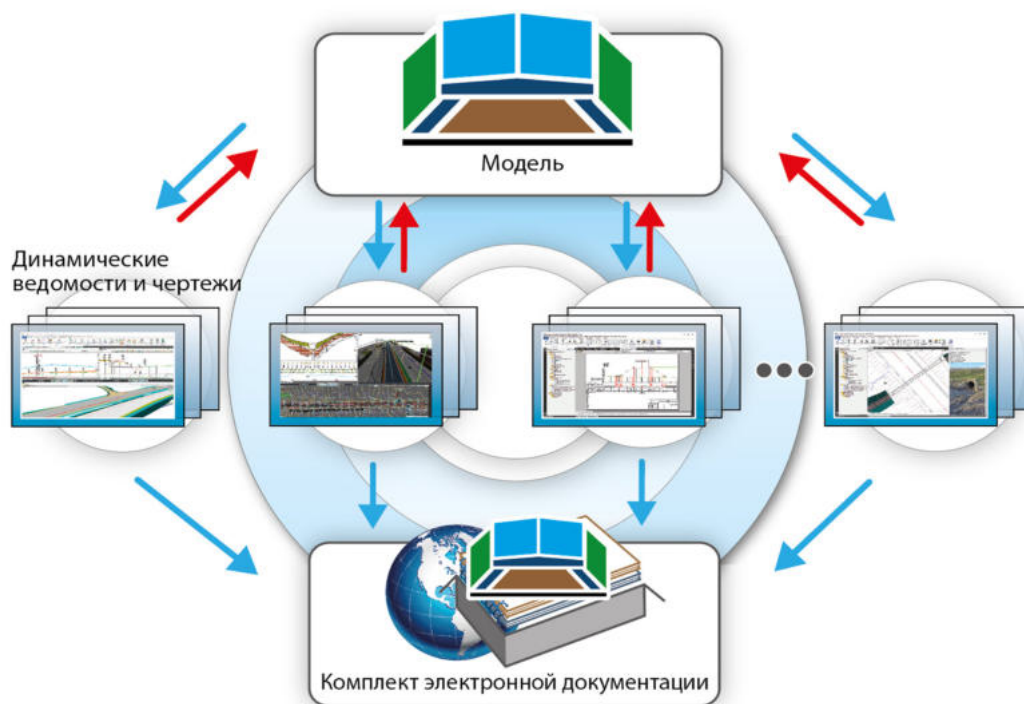 Модель
Динамические
ведомости и чертежи
Комплект электронной документации